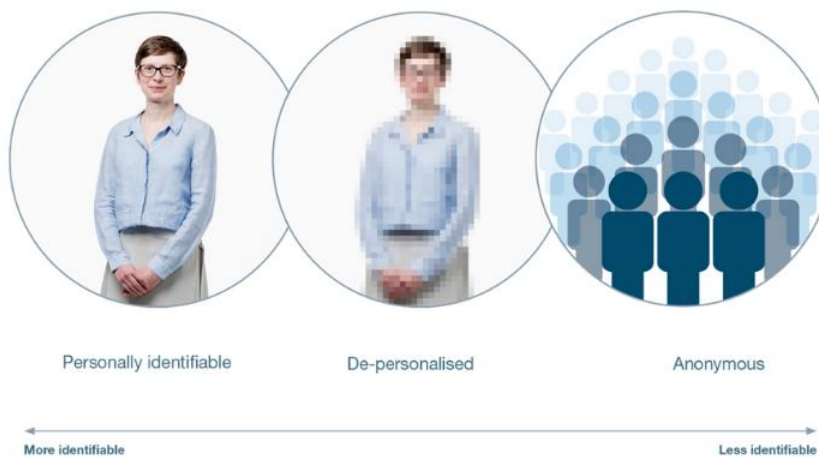 Personally identifiable
De-personalised
Anonymous
More identifiable
Less identifiable